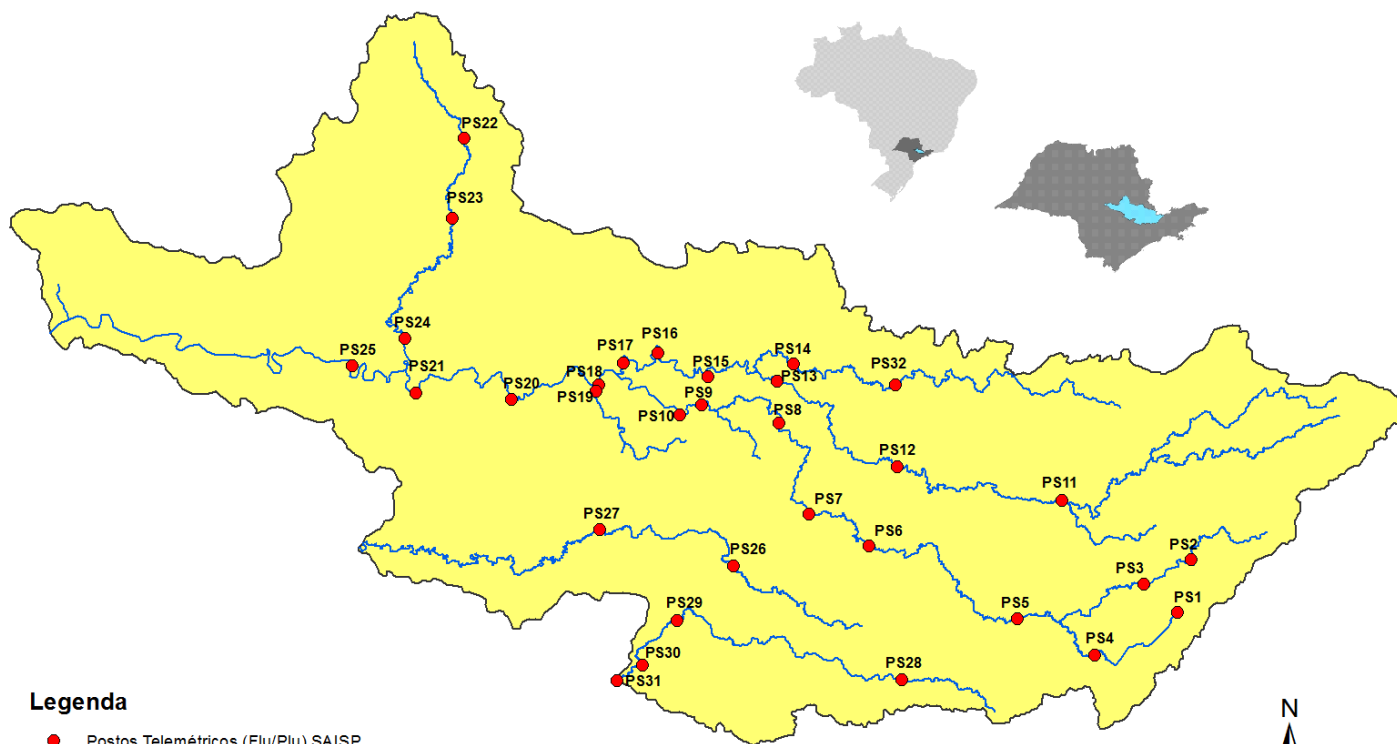 PS22
PS23
PS24
PS25
PS21
PS20
PS17
PS16
PS18
PS19
PS15
PS14
PS13
PS32
PS9
PS10
PS8
PS12
PS11
PS7
PS6
PS27
PS26
PS2
PS3
PS1
PS5
PS4
PS29
PS30
PS31
PS28
Legenda
Postos Telemétricos (Flu/Plu) SAISP
N